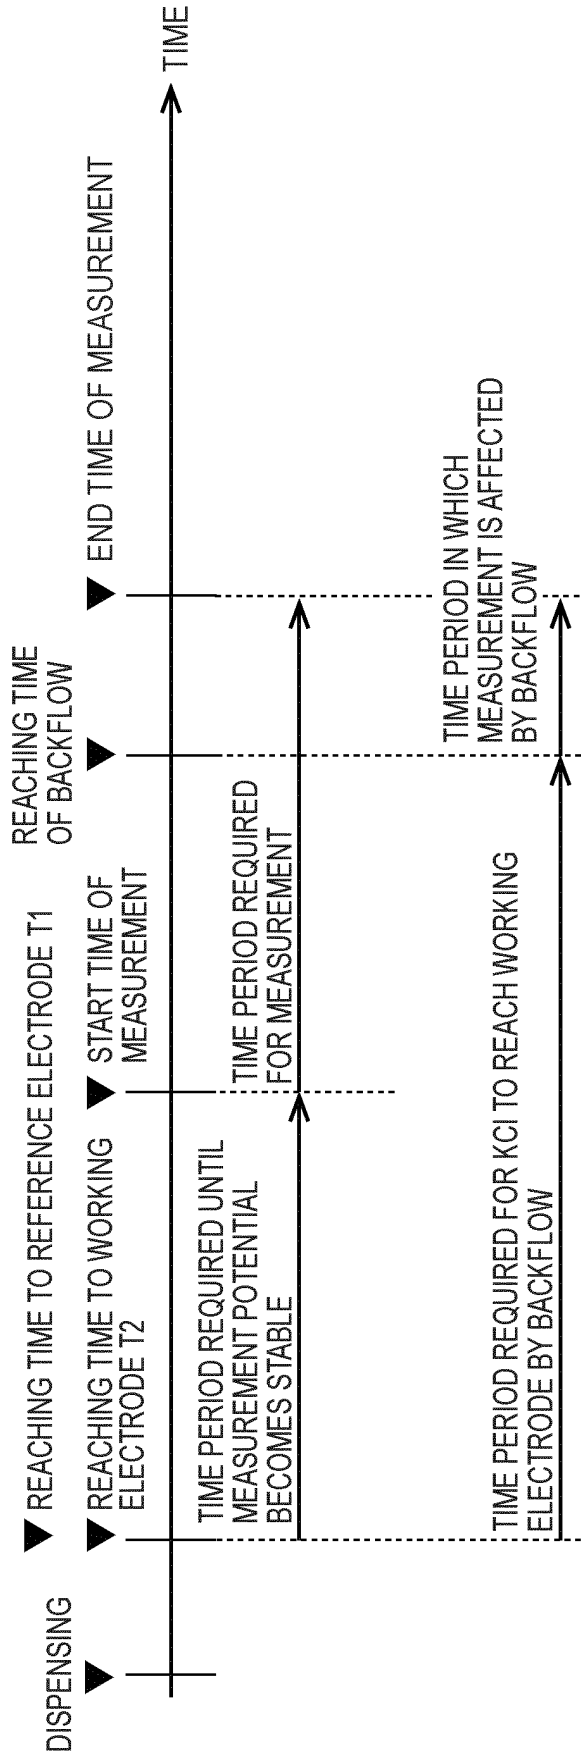 DISPENSING
REACHING TIME TO REFERENCE ELECTRODE T1
REACHING TIME TO WORKING
ELECTRODE T2
START TIME OF
MEASUREMENT
REACHING TIME
OF BACKFLOW
END TIME OF MEASUREMENT
TIME
TIME PERIOD REQUIRED UNTIL
MEASUREMENT POTENTIAL
BECOMES STABLE
TIME PERIOD REQUIRED
FOR MEASUREMENT
TIME PERIOD IN WHICH
MEASUREMENT IS AFFECTED
BY BACKFLOW
TIME PERIOD REQUIRED FOR KCl TO REACH WORKING
ELECTRODE BY BACKFLOW